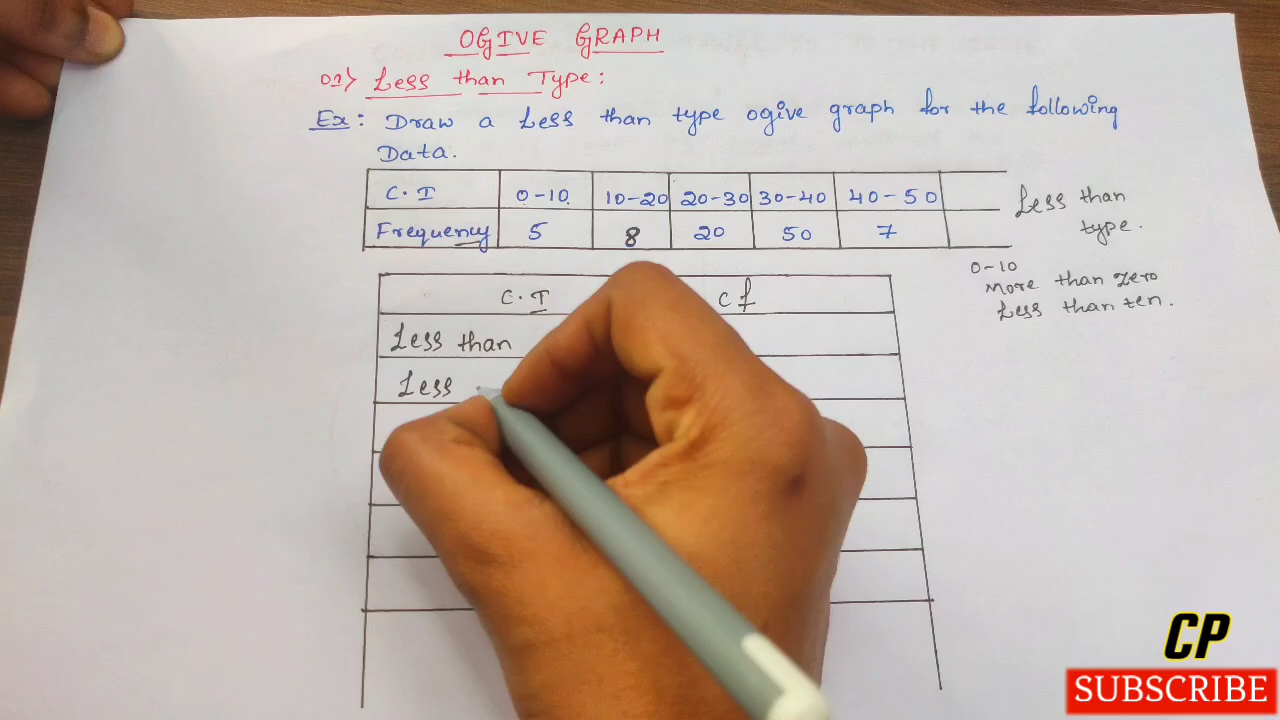 OGIVE GRAPH
01) Less than Type:
Ex: Draw a Less than type ogive graph for the following
Data.
C.I 0-10 10-20 20-30 30-40 40-50
Frequency 5 8 20 50 7
Less than
type.
0-10
More than zero
Less than ten.
C.I cf
Less than
Less
CP
SUBSCRIBE